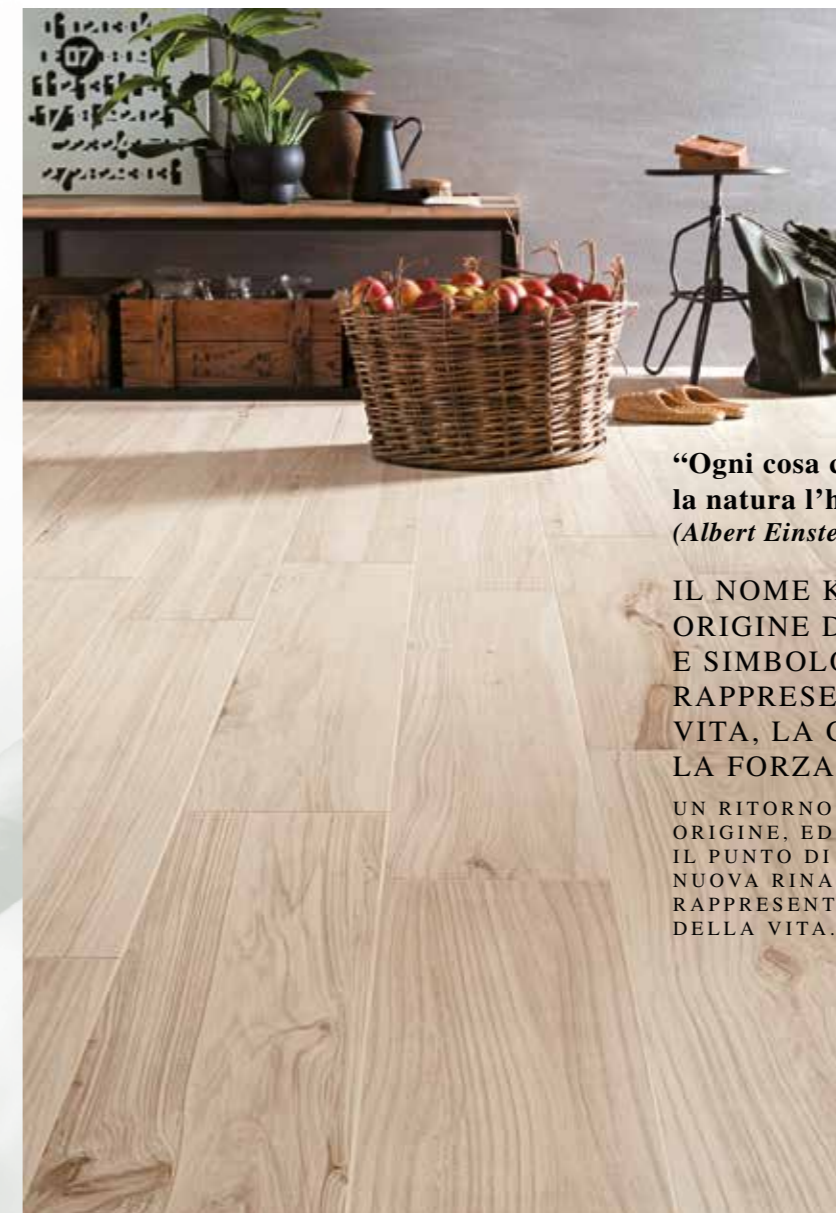 07
“Ogni cosa
la natura l’h
(Albert Einste
IL NOME K
ORIGINE D
E SIMBOLO
RAPPRESE
VITA, LA
LA FORZA
UN RITORNO
ORIGINE, ED
IL PUNTO DI
NUOVA RINA
RAPPRESENT
DELLA VITA.